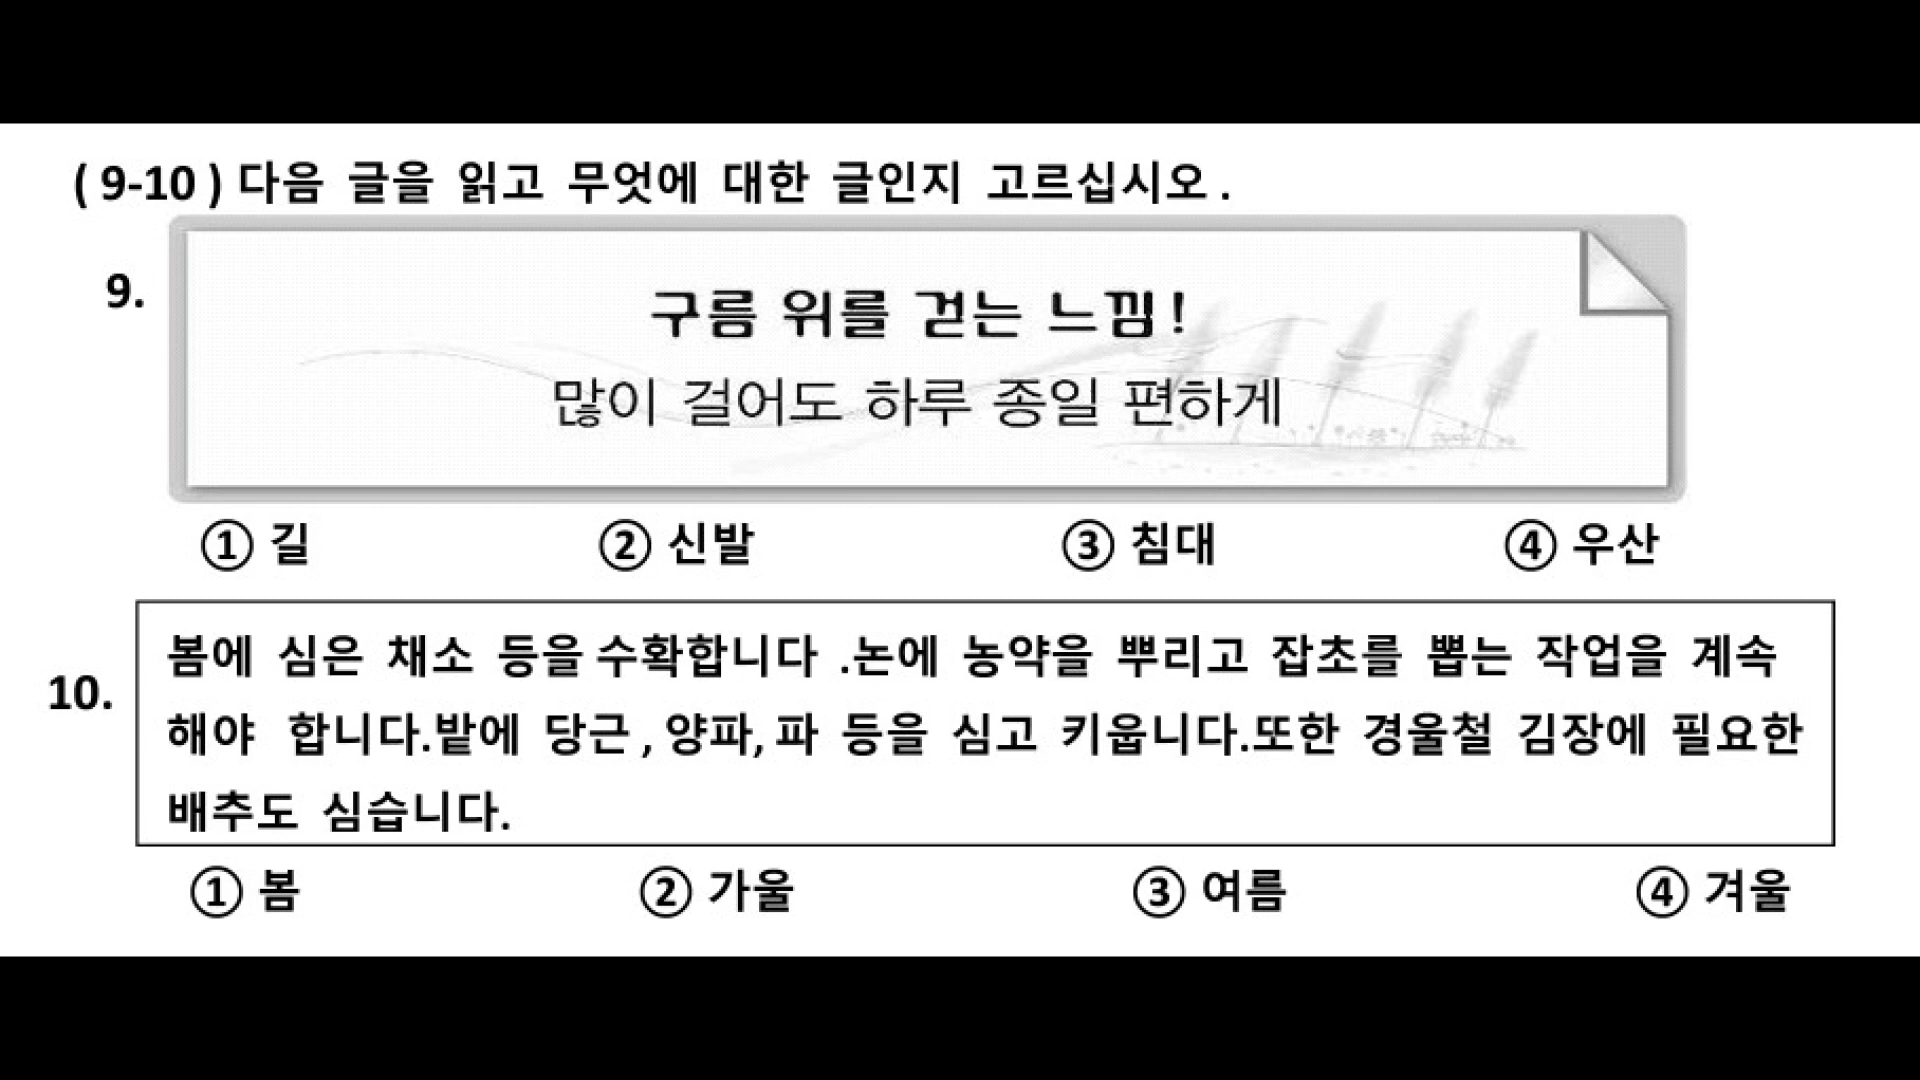 ( 9-10 ) 다음 글을 읽고 무엇에 대한 글인지 고르십시오 .
9.
구름 위를 걷는 느낌 !
많이 걸어도 하루 종일 편하게
① 길 ② 신발 ③ 침대 ④ 우산
10.
봄에 심은 채소 등을 수확합니다 .논에 농약을 뿌리고 잡초를 뽑는 작업을 계속
해야 합니다.밭에 당근 , 양파, 파 등을 심고 키웁니다.또한 경울철 김장에 필요한
배추도 심습니다.
① 봄 ② 가울 ③ 여름 ④ 겨울